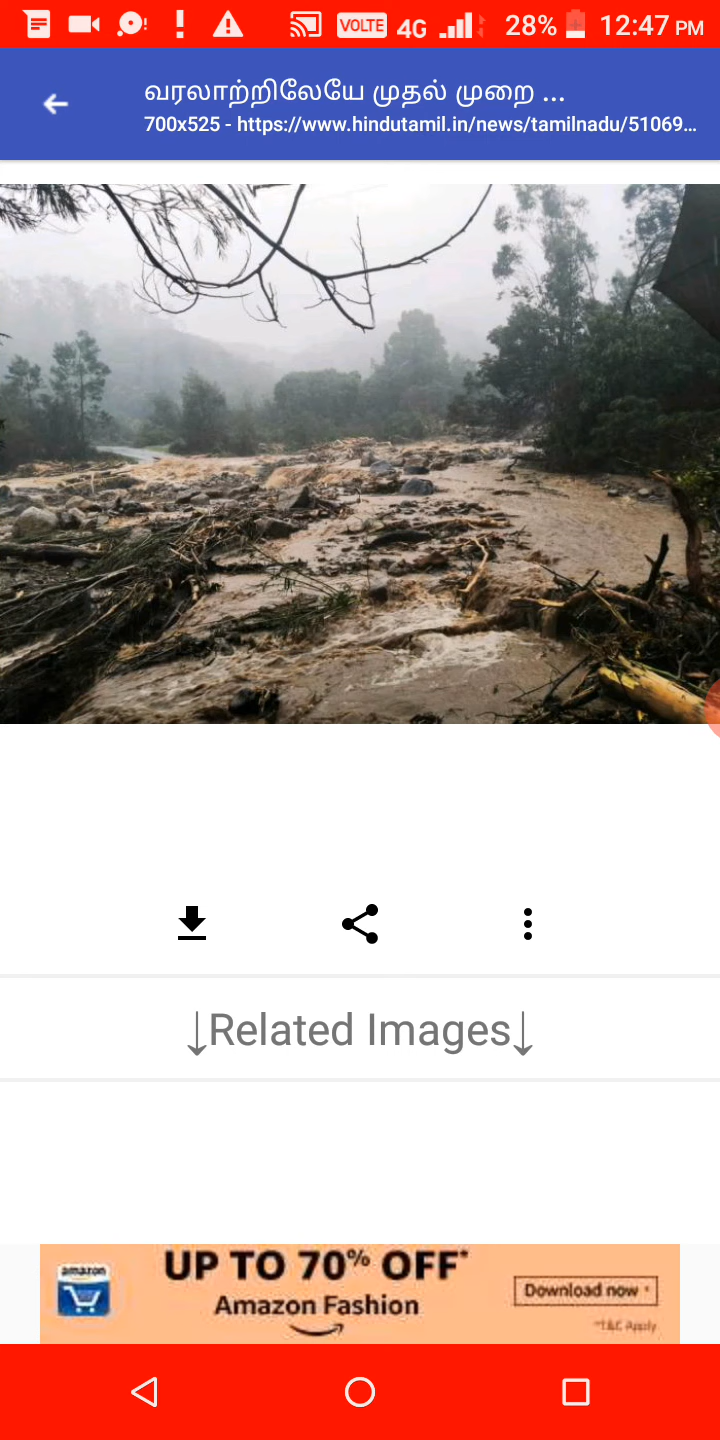 VOLTE 4G 28% 12:47 PM
வரலாற்றிலேயே முதல் முறை ...
700x525 - https://www.hindutamil.in/news/tamilnadu/51069...
↓Related Images↓
amazon
UP TO 70% OFF*
Amazon Fashion
Download now
*T&C Apply